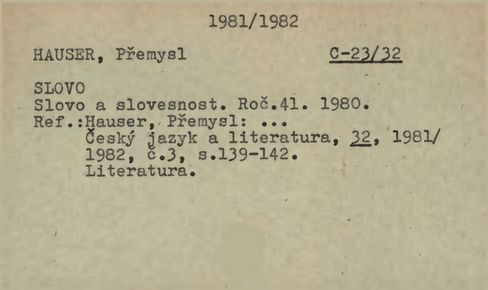 1981/1982
HAUSER, Přemysl C-23/32
SLOVO
Slovo a slovesnost. Roč.41. 1980.
Ref.:Hauser, Přemysl: ...
Český jazyk a literatura, 32, 1981/
1982, č.3, s.139-142.
Literatura.